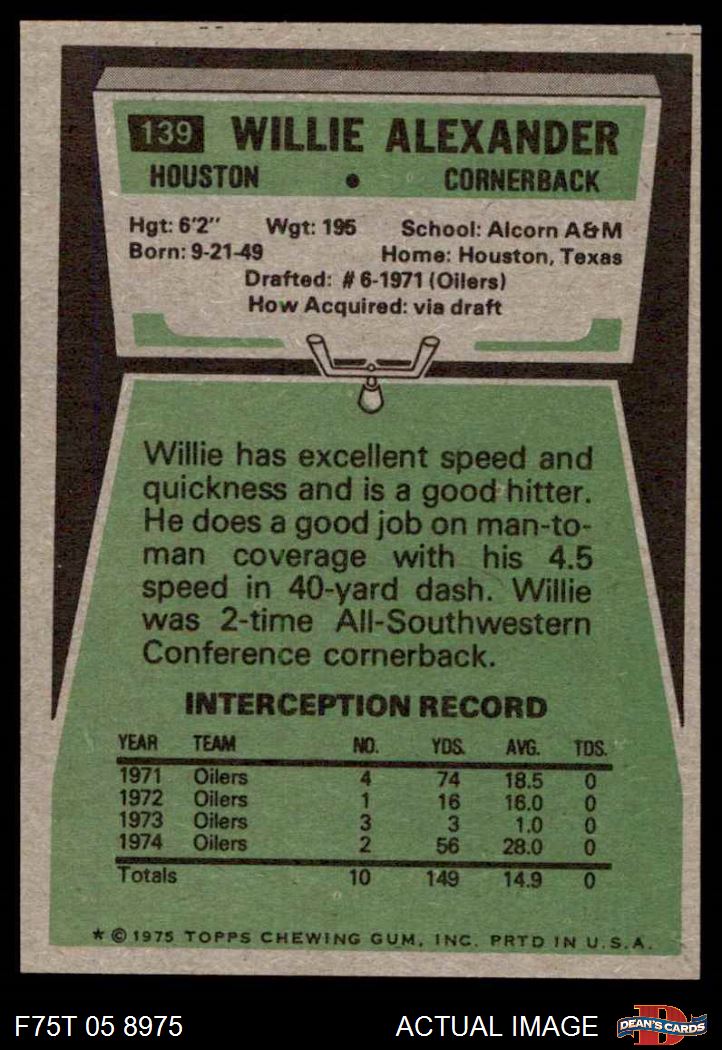 139 WILLIE ALEXANDER
HOUSTON • CORNERBACK
Hgt: 6'2" Wgt: 195 School: Alcorn A&M
Born: 9-21-49 Home: Houston, Texas
Drafted: #6-1971 (Oilers)
How Acquired: via draft
Willie has excellent speed and
quickness and is a good hitter.
He does a good job on man-to-
man coverage with his 4.5
speed in 40-yard dash. Willie
was 2-time All-Southwestern
Conference cornerback.
INTERCEPTION RECORD
YEAR TEAM NO. YDS. AVG. TDS.
1971 Oilers 4 74 18.5 0
1972 Oilers 1 16 16.0 0
1973 Oilers 3 3 1.0 0
1974 Oilers 2 56 28.0 0
Totals 10 149 14.9 0
* © 1975 TOPPS CHEWING GUM, INC. PRTD IN U.S.A.
F75T 05 8975 ACTUAL IMAGE D DEAN'S CARDS